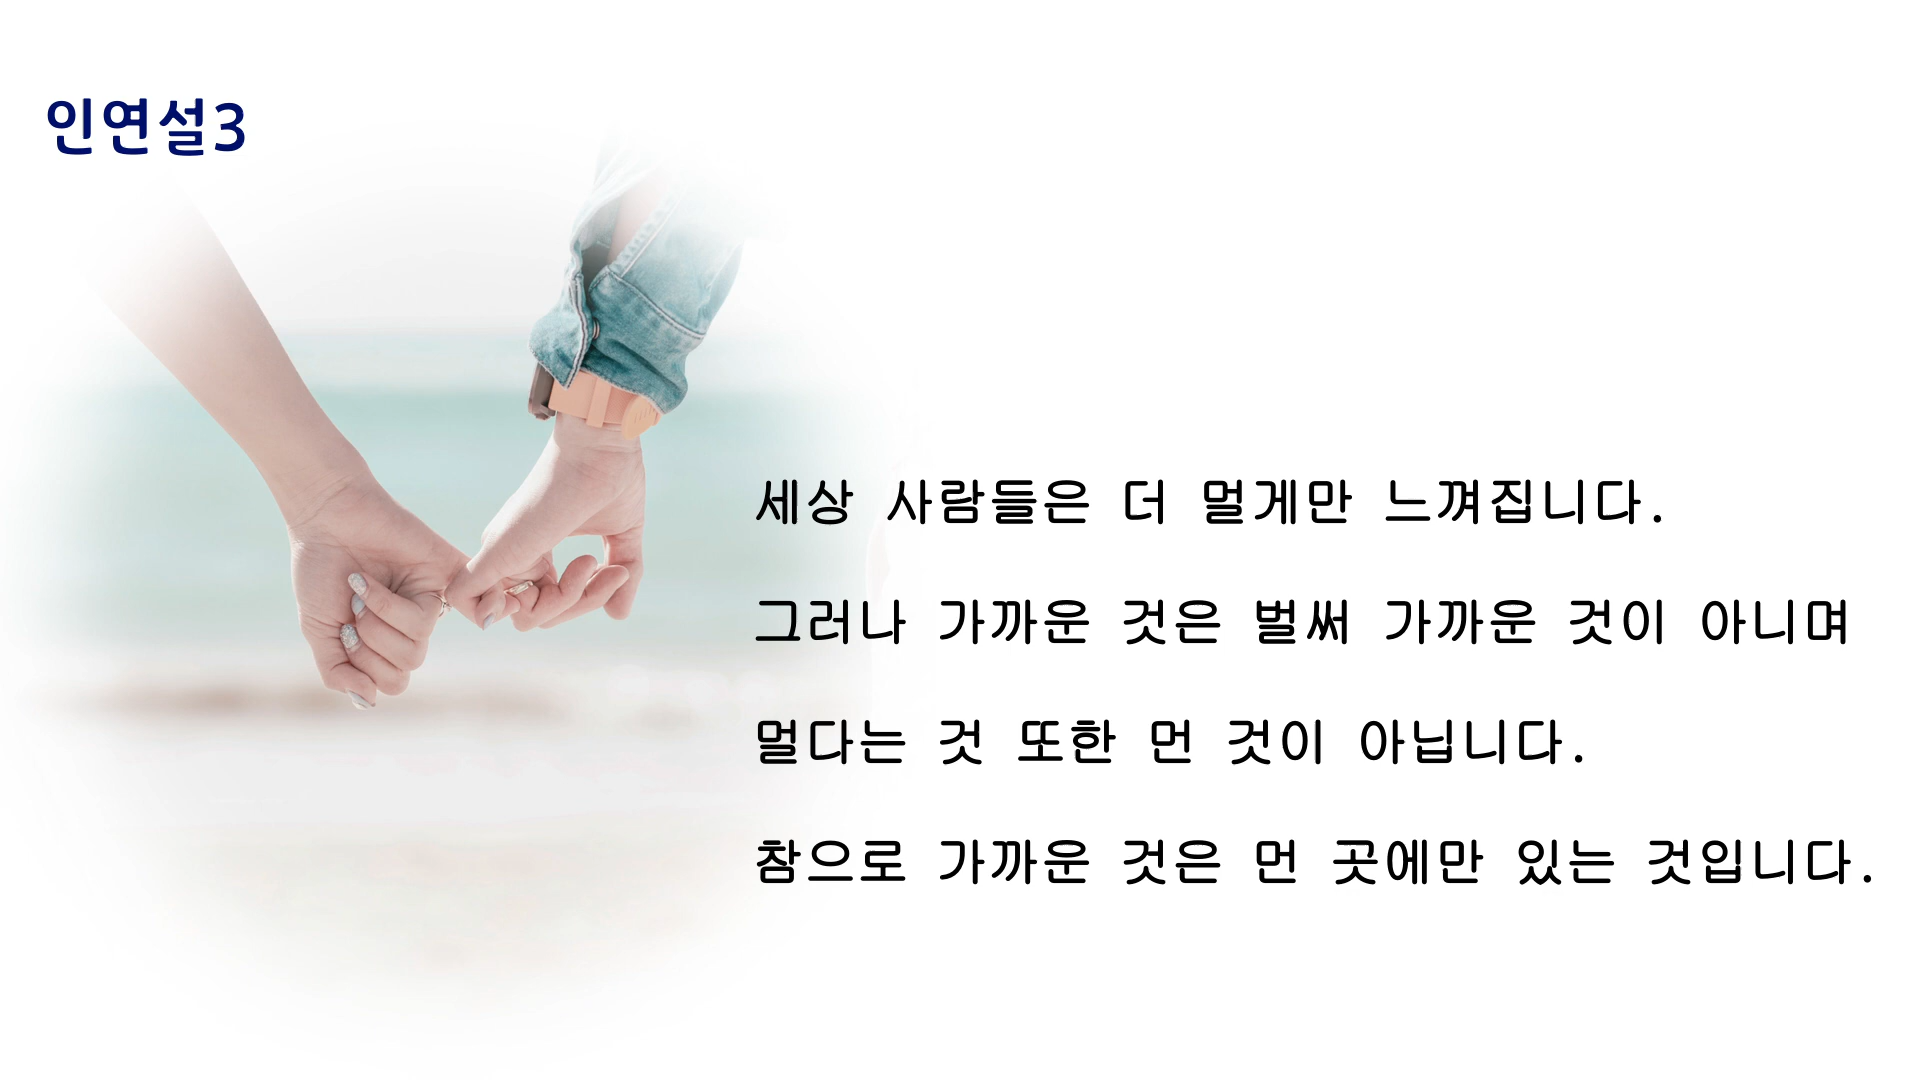 인연설3
세상 사람들은 더 멀게만 느껴집니다.
그러나 가까운 것은 벌써 가까운 것이 아니며
멀다는 것 또한 먼 것이 아닙니다.
참으로 가까운 것은 먼 곳에만 있는 것입니다.